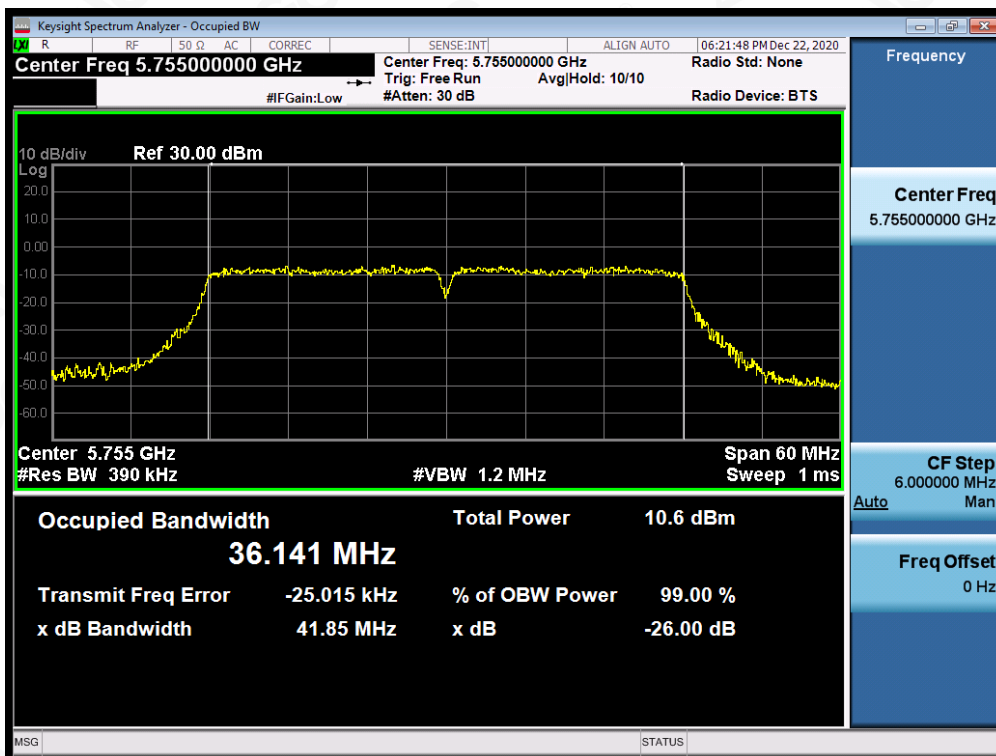 Keysight Spectrum Analyzer - Occupied BW
LXI R RF 50 Ω AC CORREC SENSE:INT ALIGN AUTO 06:21:48 PM Dec 22, 2020
Center Freq 5.755000000 GHz
Center Freq: 5.755000000 GHz Radio Std: None
Trig: Free Run Avg|Hold: 10/10
#IFGain:Low #Atten: 30 dB Radio Device: BTS
10 dB/div Ref 30.00 dBm
Log
20.0
10.0
0.00
-10.0
-20.0
-30.0
-40.0
-50.0
-60.0
Center 5.755 GHz Span 60 MHz
#Res BW 390 kHz #VBW 1.2 MHz Sweep 1 ms
Occupied Bandwidth Total Power 10.6 dBm
36.141 MHz
Transmit Freq Error -25.015 kHz % of OBW Power 99.00 %
x dB Bandwidth 41.85 MHz x dB -26.00 dB
MSG STATUS
Frequency
Center Freq
5.755000000 GHz
CF Step
6.000000 MHz
Auto Man
Freq Offset
0 Hz